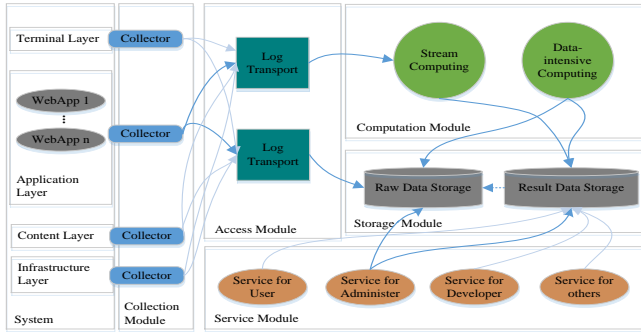 Terminal Layer
Collector
WebApp 1
WebApp n
Collector
Application
Layer
Content Layer
Collector
Infrastructure
Layer
Collector
System
Collection
Module
Log
Transport
Log
Transport
Access Module
Stream
Computing
Data-
intensive
Computing
Computation Module
Raw Data Storage
Result Data Storage
Storage Module
Service for
User
Service for
Administer
Service for
Developer
Service for
others
Service Module